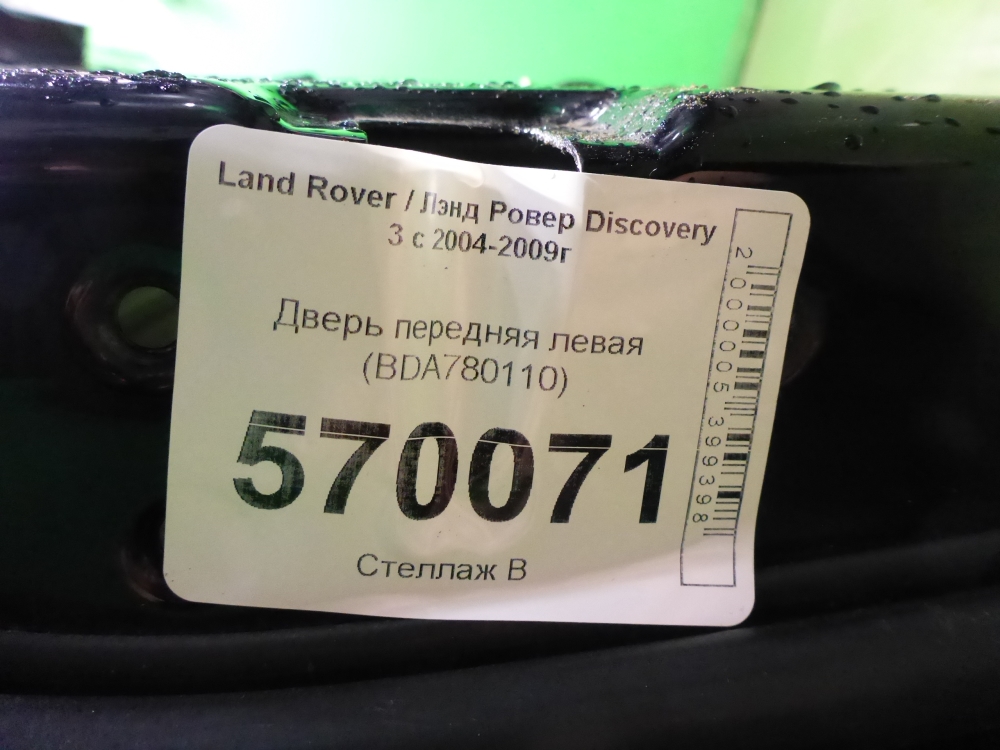 Land Rover / Лэнд Ровер Discovery
3 с 2004-2009г
Дверь передняя левая
(BDA780110)
570071
Стеллаж В
2000005399398